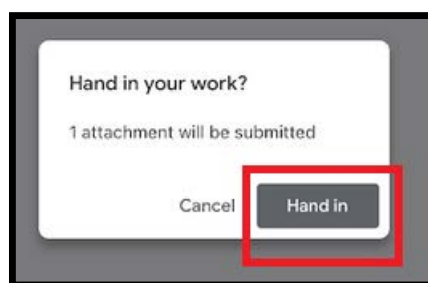 Hand in your work?
1 attachment will be submitted
Cancel Hand in